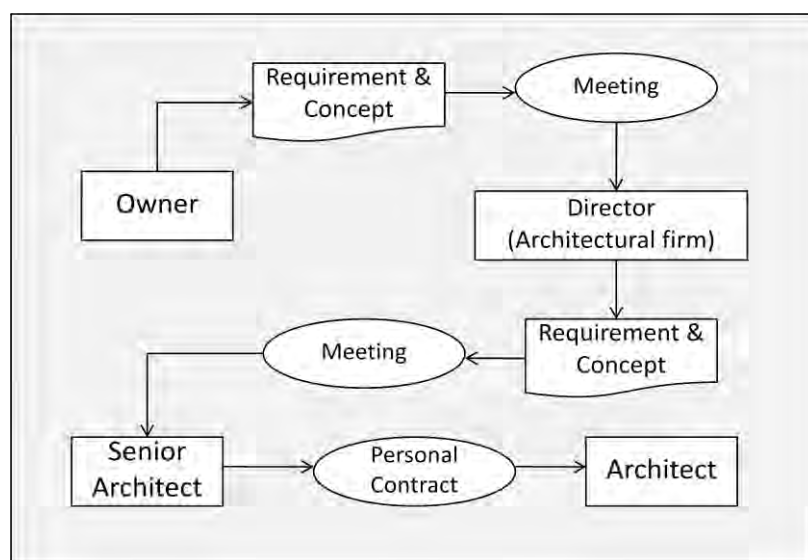 Requirement &
Concept
Meeting
Owner
Director
(Architectural firm)
Requirement &
Concept
Meeting
Senior
Architect
Personal
Contract
Architect